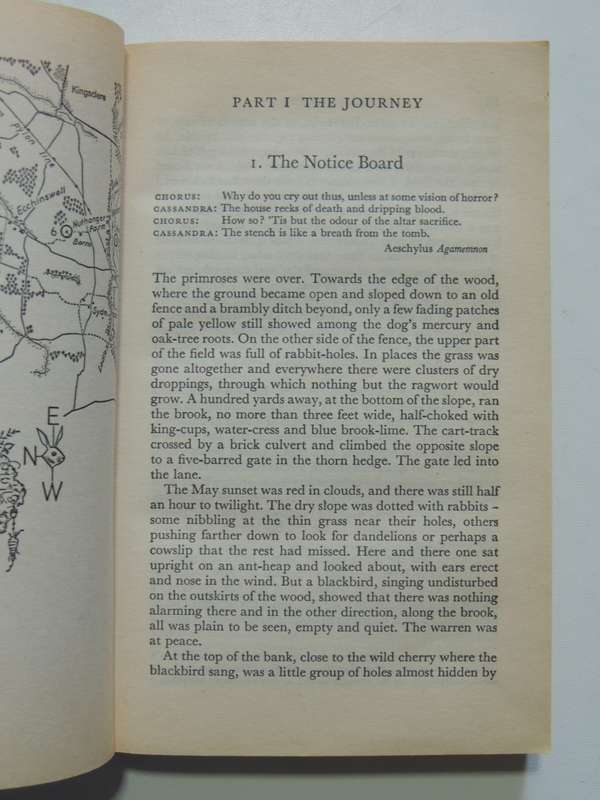 Kingsclere
Pylon Line
Ecchinswell
Nuthanger
Farm
6
Barns
Sydm
E
N
W
PART I THE JOURNEY
1. The Notice Board
CHORUS: Why do you cry out thus, unless at some vision of horror?
CASSANDRA: The house reeks of death and dripping blood.
CHORUS: How so? 'Tis but the odour of the altar sacrifice.
CASSANDRA: The stench is like a breath from the tomb.
Aeschylus Agamemnon
The primroses were over. Towards the edge of the wood,
where the ground became open and sloped down to an old
fence and a brambly ditch beyond, only a few fading patches
of pale yellow still showed among the dog's mercury and
oak-tree roots. On the other side of the fence, the upper part
of the field was full of rabbit-holes. In places the grass was
gone altogether and everywhere there were clusters of dry
droppings, through which nothing but the ragwort would
grow. A hundred yards away, at the bottom of the slope, ran
the brook, no more than three feet wide, half-choked with
king-cups, water-cress and blue brook-lime. The cart-track
crossed by a brick culvert and climbed the opposite slope
to a five-barred gate in the thorn hedge. The gate led into
the lane.
The May sunset was red in clouds, and there was still half
an hour to twilight. The dry slope was dotted with rabbits –
some nibbling at the thin grass near their holes, others
pushing farther down to look for dandelions or perhaps a
cowslip that the rest had missed. Here and there one sat
upright on an ant-heap and looked about, with ears erect
and nose in the wind. But a blackbird, singing undisturbed
on the outskirts of the wood, showed that there was nothing
alarming there and in the other direction, along the brook,
all was plain to be seen, empty and quiet. The warren was
at peace.
At the top of the bank, close to the wild cherry where the
blackbird sang, was a little group of holes almost hidden by